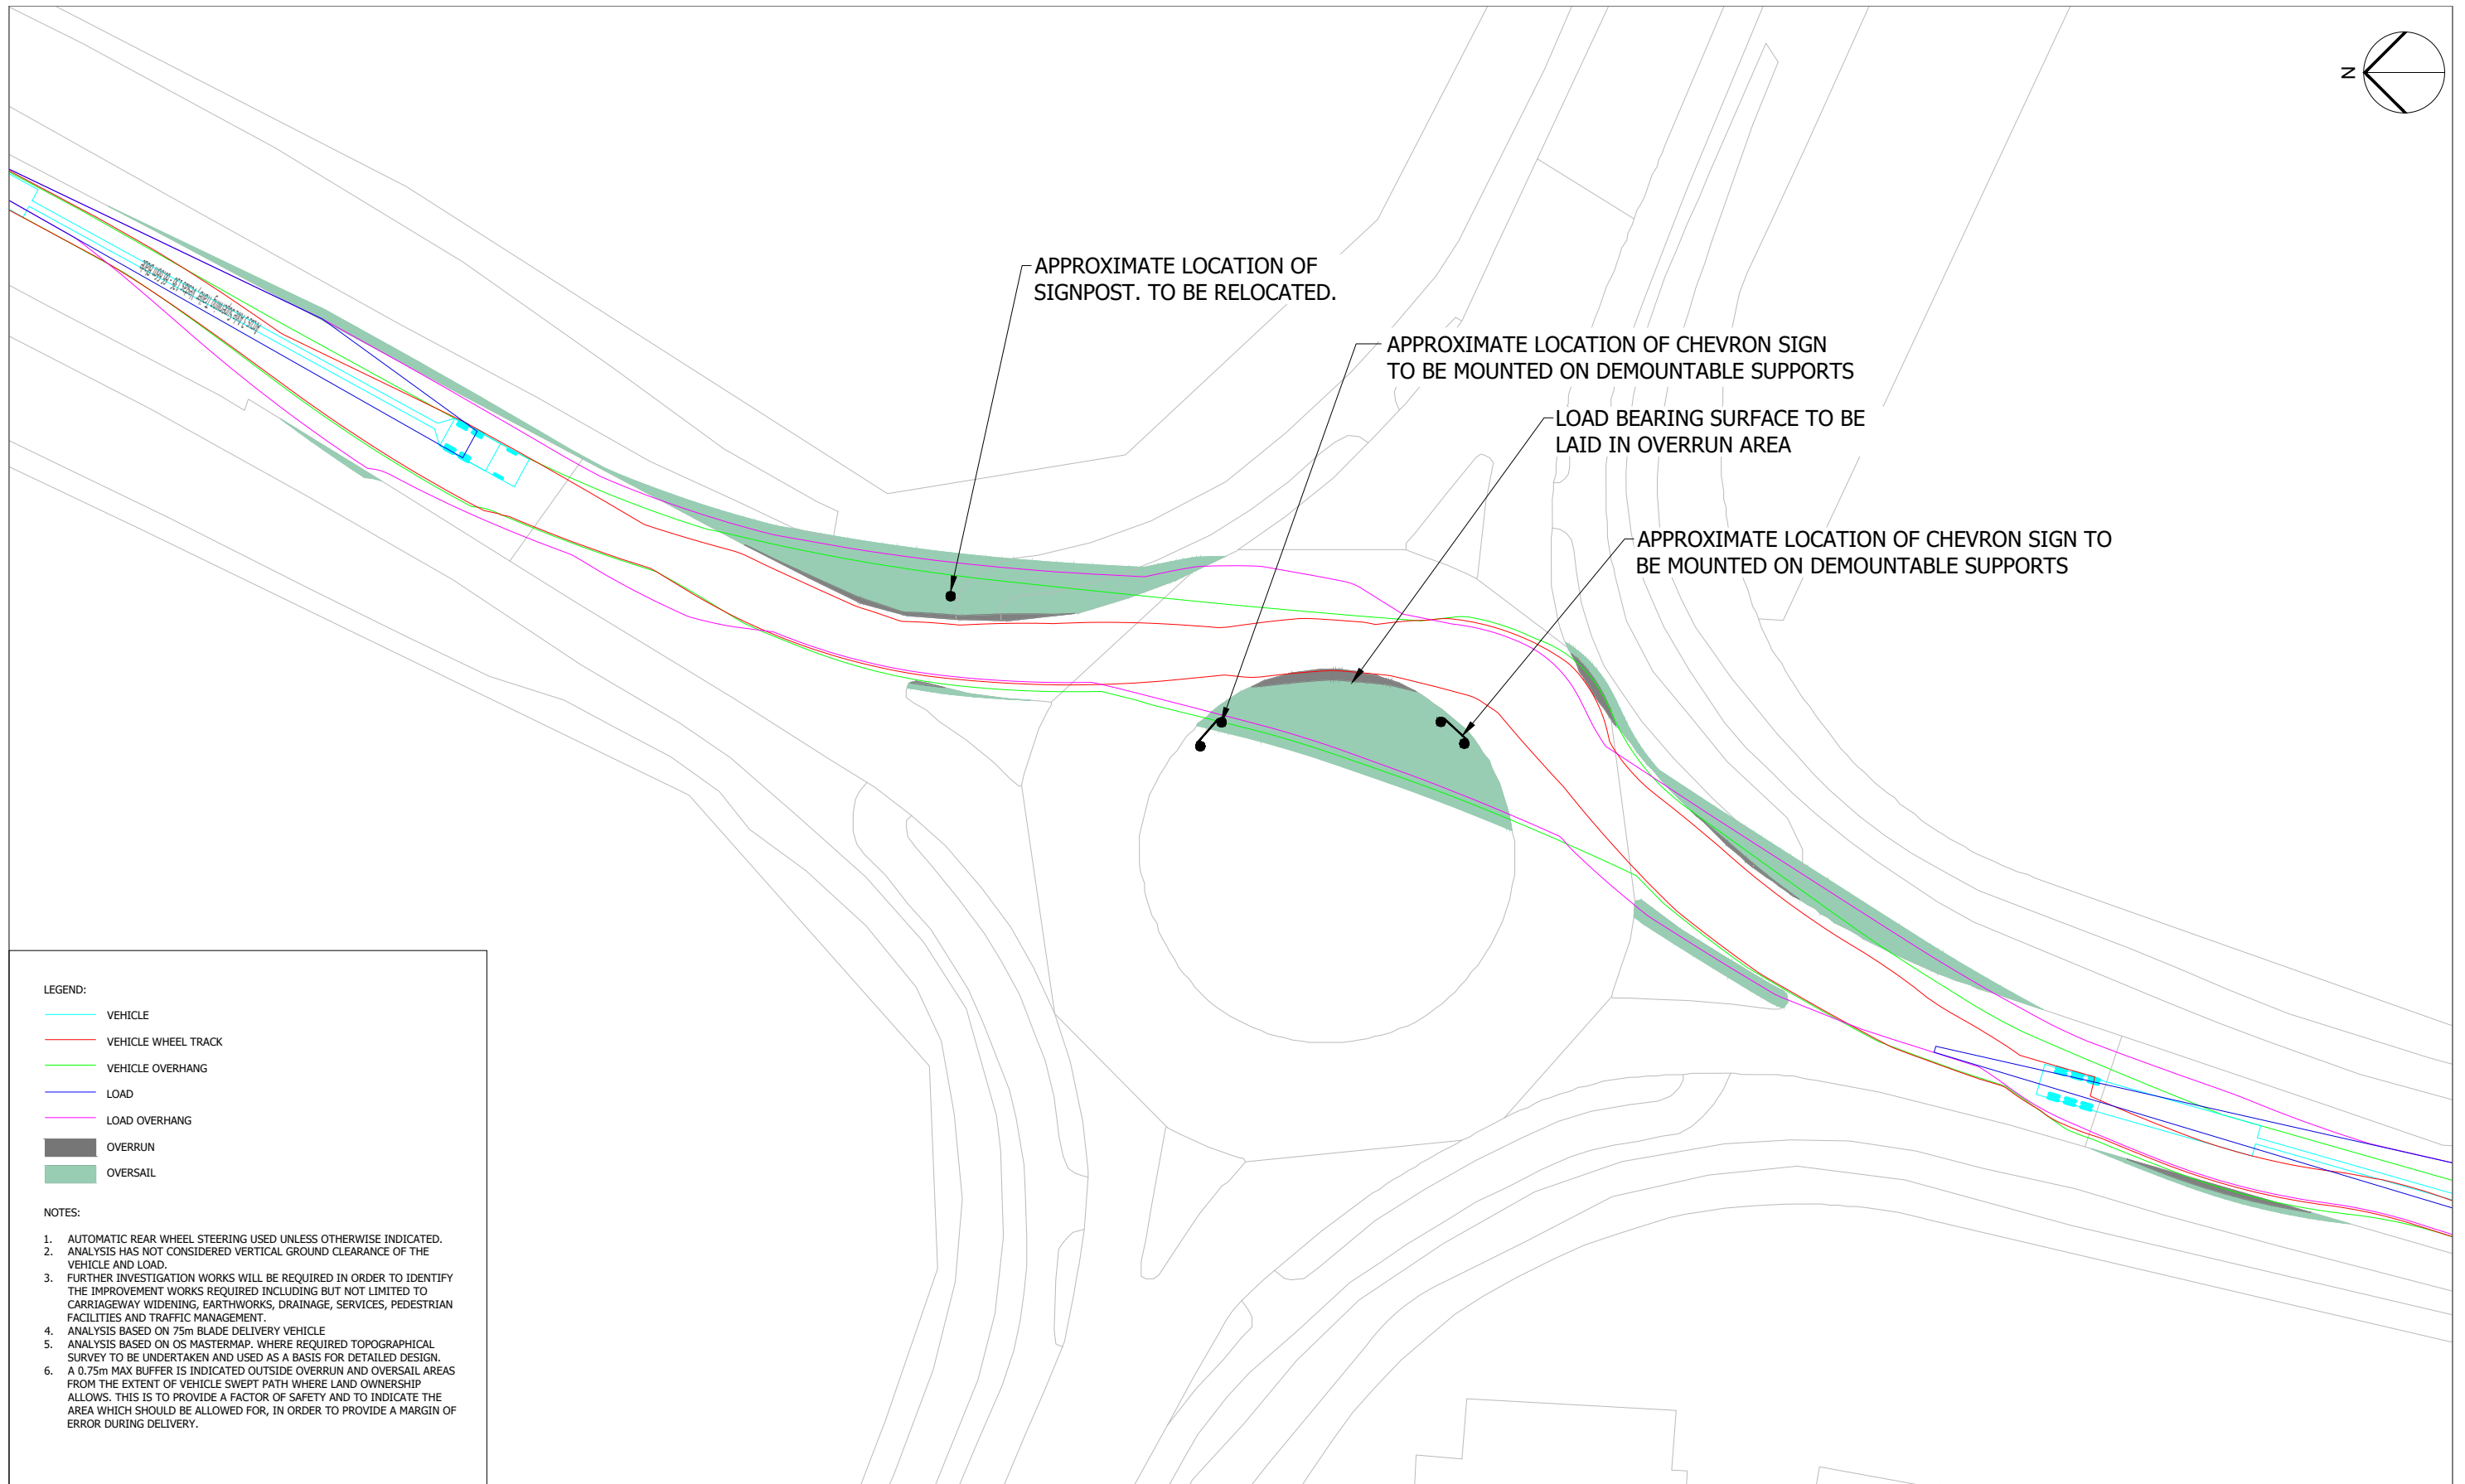 N
APPROXIMATE LOCATION OF
SIGNPOST. TO BE RELOCATED.
APPROXIMATE LOCATION OF CHEVRON SIGN
TO BE MOUNTED ON DEMOUNTABLE SUPPORTS
LOAD BEARING SURFACE TO BE
LAID IN OVERRUN AREA
APPROXIMATE LOCATION OF CHEVRON SIGN TO
BE MOUNTED ON DEMOUNTABLE SUPPORTS
LEGEND:
VEHICLE
VEHICLE WHEEL TRACK
VEHICLE OVERHANG
LOAD
LOAD OVERHANG
OVERRUN
OVERSAIL
NOTES:
1. AUTOMATIC REAR WHEEL STEERING USED UNLESS OTHERWISE INDICATED.
2. ANALYSIS HAS NOT CONSIDERED VERTICAL GROUND CLEARANCE OF THE
VEHICLE AND LOAD.
3. FURTHER INVESTIGATION WORKS WILL BE REQUIRED IN ORDER TO IDENTIFY
THE IMPROVEMENT WORKS REQUIRED INCLUDING BUT NOT LIMITED TO
CARRIAGEWAY WIDENING, EARTHWORKS, DRAINAGE, SERVICES, PEDESTRIAN
FACILITIES AND TRAFFIC MANAGEMENT.
4. ANALYSIS BASED ON 75m BLADE DELIVERY VEHICLE
5. ANALYSIS BASED ON OS MASTERMAP. WHERE REQUIRED TOPOGRAPHICAL
SURVEY TO BE UNDERTAKEN AND USED AS A BASIS FOR DETAILED DESIGN.
6. A 0.75m MAX BUFFER IS INDICATED OUTSIDE OVERRUN AND OVERSAIL AREAS
FROM THE EXTENT OF VEHICLE SWEPT PATH WHERE LAND OWNERSHIP
ALLOWS. THIS IS TO PROVIDE A FACTOR OF SAFETY AND TO INDICATE THE
AREA WHICH SHOULD BE ALLOWED FOR, IN ORDER TO PROVIDE A MARGIN OF
ERROR DURING DELIVERY.